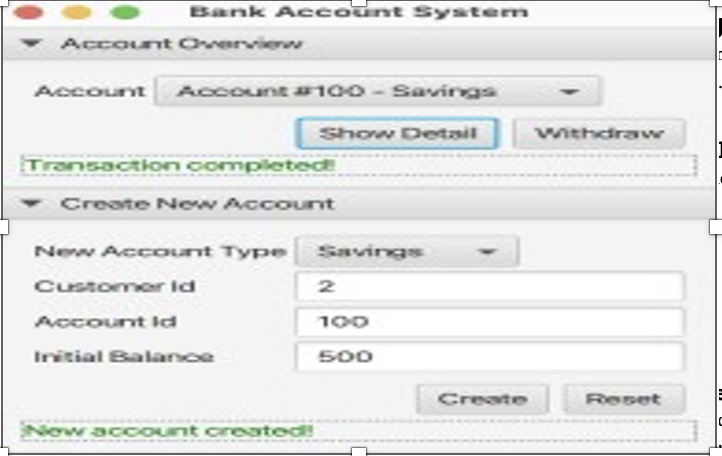 Bank Account System
Account Overview
Account Account #100 - Savings
Show Detail Withdraw
Transaction completed!
Create New Account
New Account Type Savings
Customer Id 2
Account Id 100
Initial Balance 500
Create Reset
New account created!